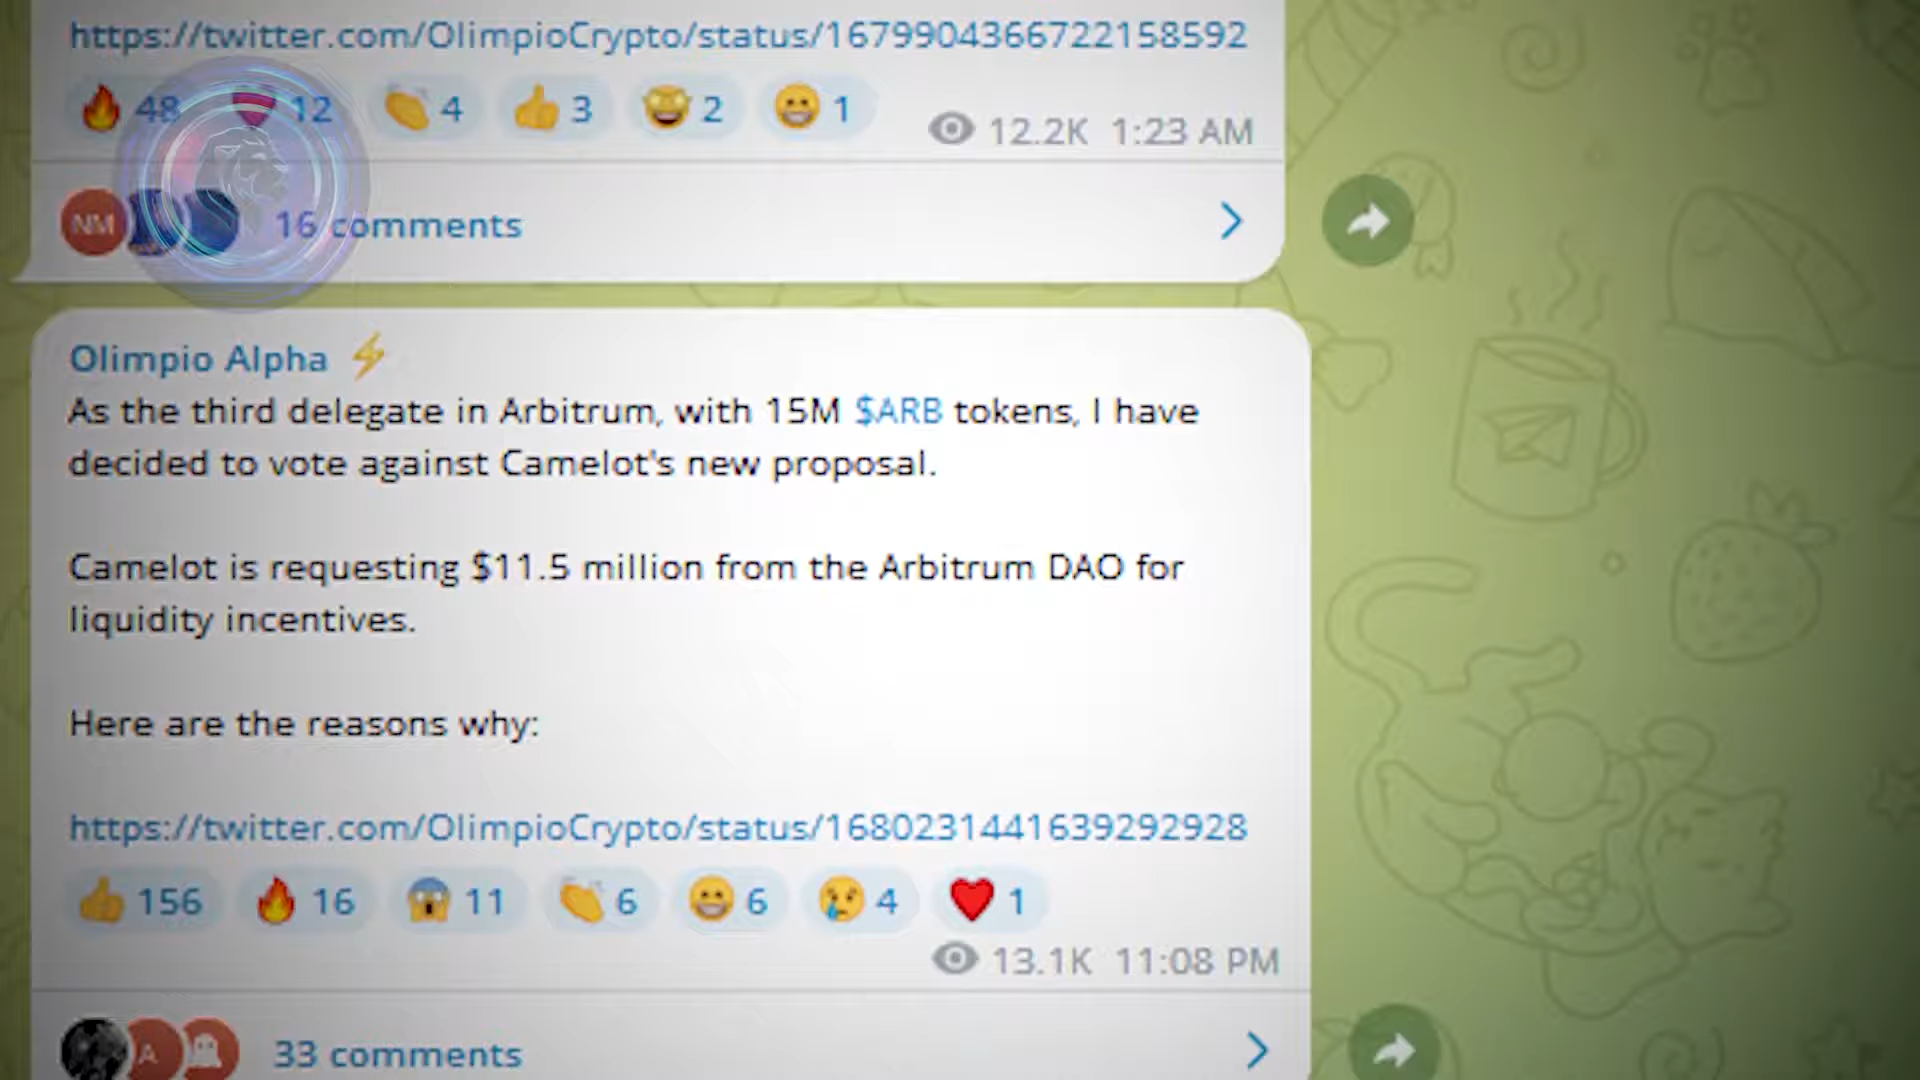 https://twitter.com/OlimpioCrypto/status/1679904366722158592
48 12 4 3 2 1
12.2K 1:23 AM
NM 16 comments
Olimpio Alpha
As the third delegate in Arbitrum, with 15M $ARB tokens, I have
decided to vote against Camelot's new proposal.
Camelot is requesting $11.5 million from the Arbitrum DAO for
liquidity incentives.
Here are the reasons why:
https://twitter.com/OlimpioCrypto/status/1680231441639292928
156 16 11 6 6 4 1
13.1K 11:08 PM
A 33 comments